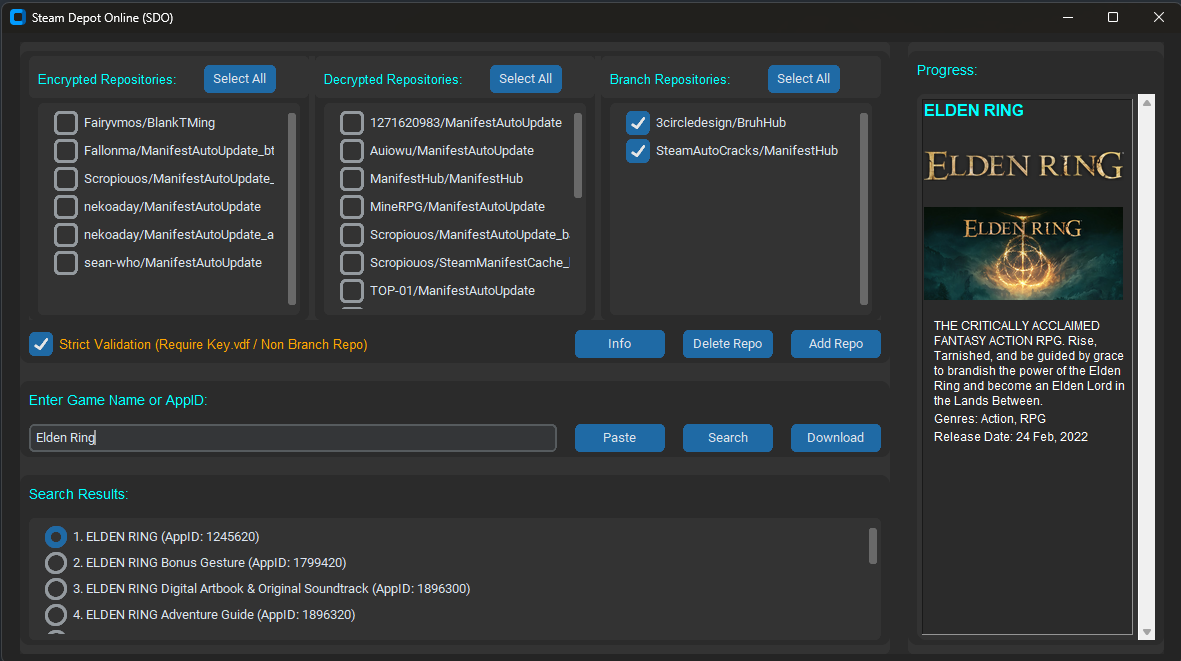 Steam Depot Online (SDO)
Encrypted Repositories:
Select All
Fairyvmos/BlankTMing
Fallonma/ManifestAutoUpdate_bt
Scropiouos/ManifestAutoUpdate_
nekoaday/ManifestAutoUpdate
nekoaday/ManifestAutoUpdate_a
sean-who/ManifestAutoUpdate
Decrypted Repositories:
Select All
1271620983/ManifestAutoUpdate
Auiowu/ManifestAutoUpdate
ManifestHub/ManifestHub
MineRPG/ManifestAutoUpdate
Scropiouos/ManifestAutoUpdate_b
Scropiouos/SteamManifestCache_
TOP-01/ManifestAutoUpdate
Branch Repositories:
Select All
3circledesign/BruhHub
SteamAutoCracks/ManifestHub
Strict Validation (Require Key.vdf / Non Branch Repo)
Info
Delete Repo
Add Repo
Enter Game Name or AppID:
Elden Ring
Paste
Search
Download
Search Results:
1. ELDEN RING (AppID: 1245620)
2. ELDEN RING Bonus Gesture (AppID: 1799420)
3. ELDEN RING Digital Artbook & Original Soundtrack (AppID: 1896300)
4. ELDEN RING Adventure Guide (AppID: 1896320)
Progress:
ELDEN RING
ELDEN RING
ELDEN RING
THE CRITICALLY ACCLAIMED
FANTASY ACTION RPG. Rise,
Tarnished, and be guided by grace
to brandish the power of the Elden
Ring and become an Elden Lord in
the Lands Between.
Genres: Action, RPG
Release Date: 24 Feb, 2022